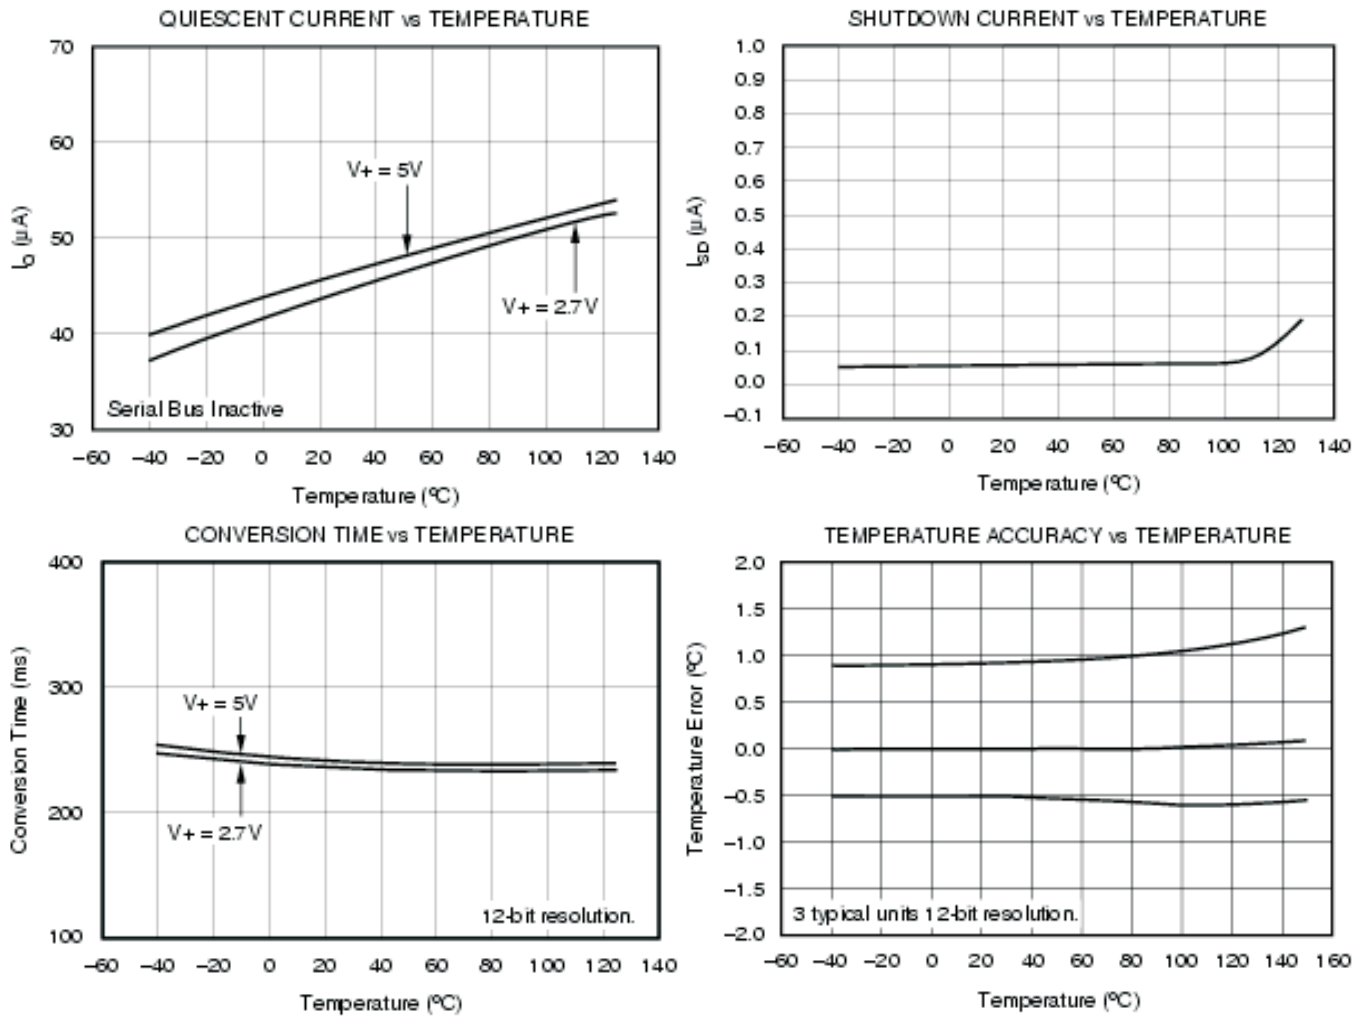 QUIESCENT CURRENT vs TEMPERATURE
70
60
50
40
30
I_Q (μA)
V+ = 5V
V+ = 2.7V
Serial Bus Inactive
−60 −40 −20 0 20 40 60 80 100 120 140
Temperature (ºC)
SHUTDOWN CURRENT vs TEMPERATURE
1.0
0.9
0.8
0.7
0.6
0.5
0.4
0.3
0.2
0.1
0.0
−0.1
I_SD (μA)
−60 −40 −20 0 20 40 60 80 100 120 140
Temperature (ºC)
CONVERSION TIME vs TEMPERATURE
400
300
200
100
Conversion Time (ms)
V+ = 5V
V+ = 2.7V
12-bit resolution.
−60 −40 −20 0 20 40 60 80 100 120 140
Temperature (ºC)
TEMPERATURE ACCURACY vs TEMPERATURE
2.0
1.5
1.0
0.5
0.0
−0.5
−1.0
−1.5
−2.0
Temperature Error (ºC)
3 typical units 12-bit resolution.
−60 −40 −20 0 20 40 60 80 100 120 140 160
Temperature (ºC)